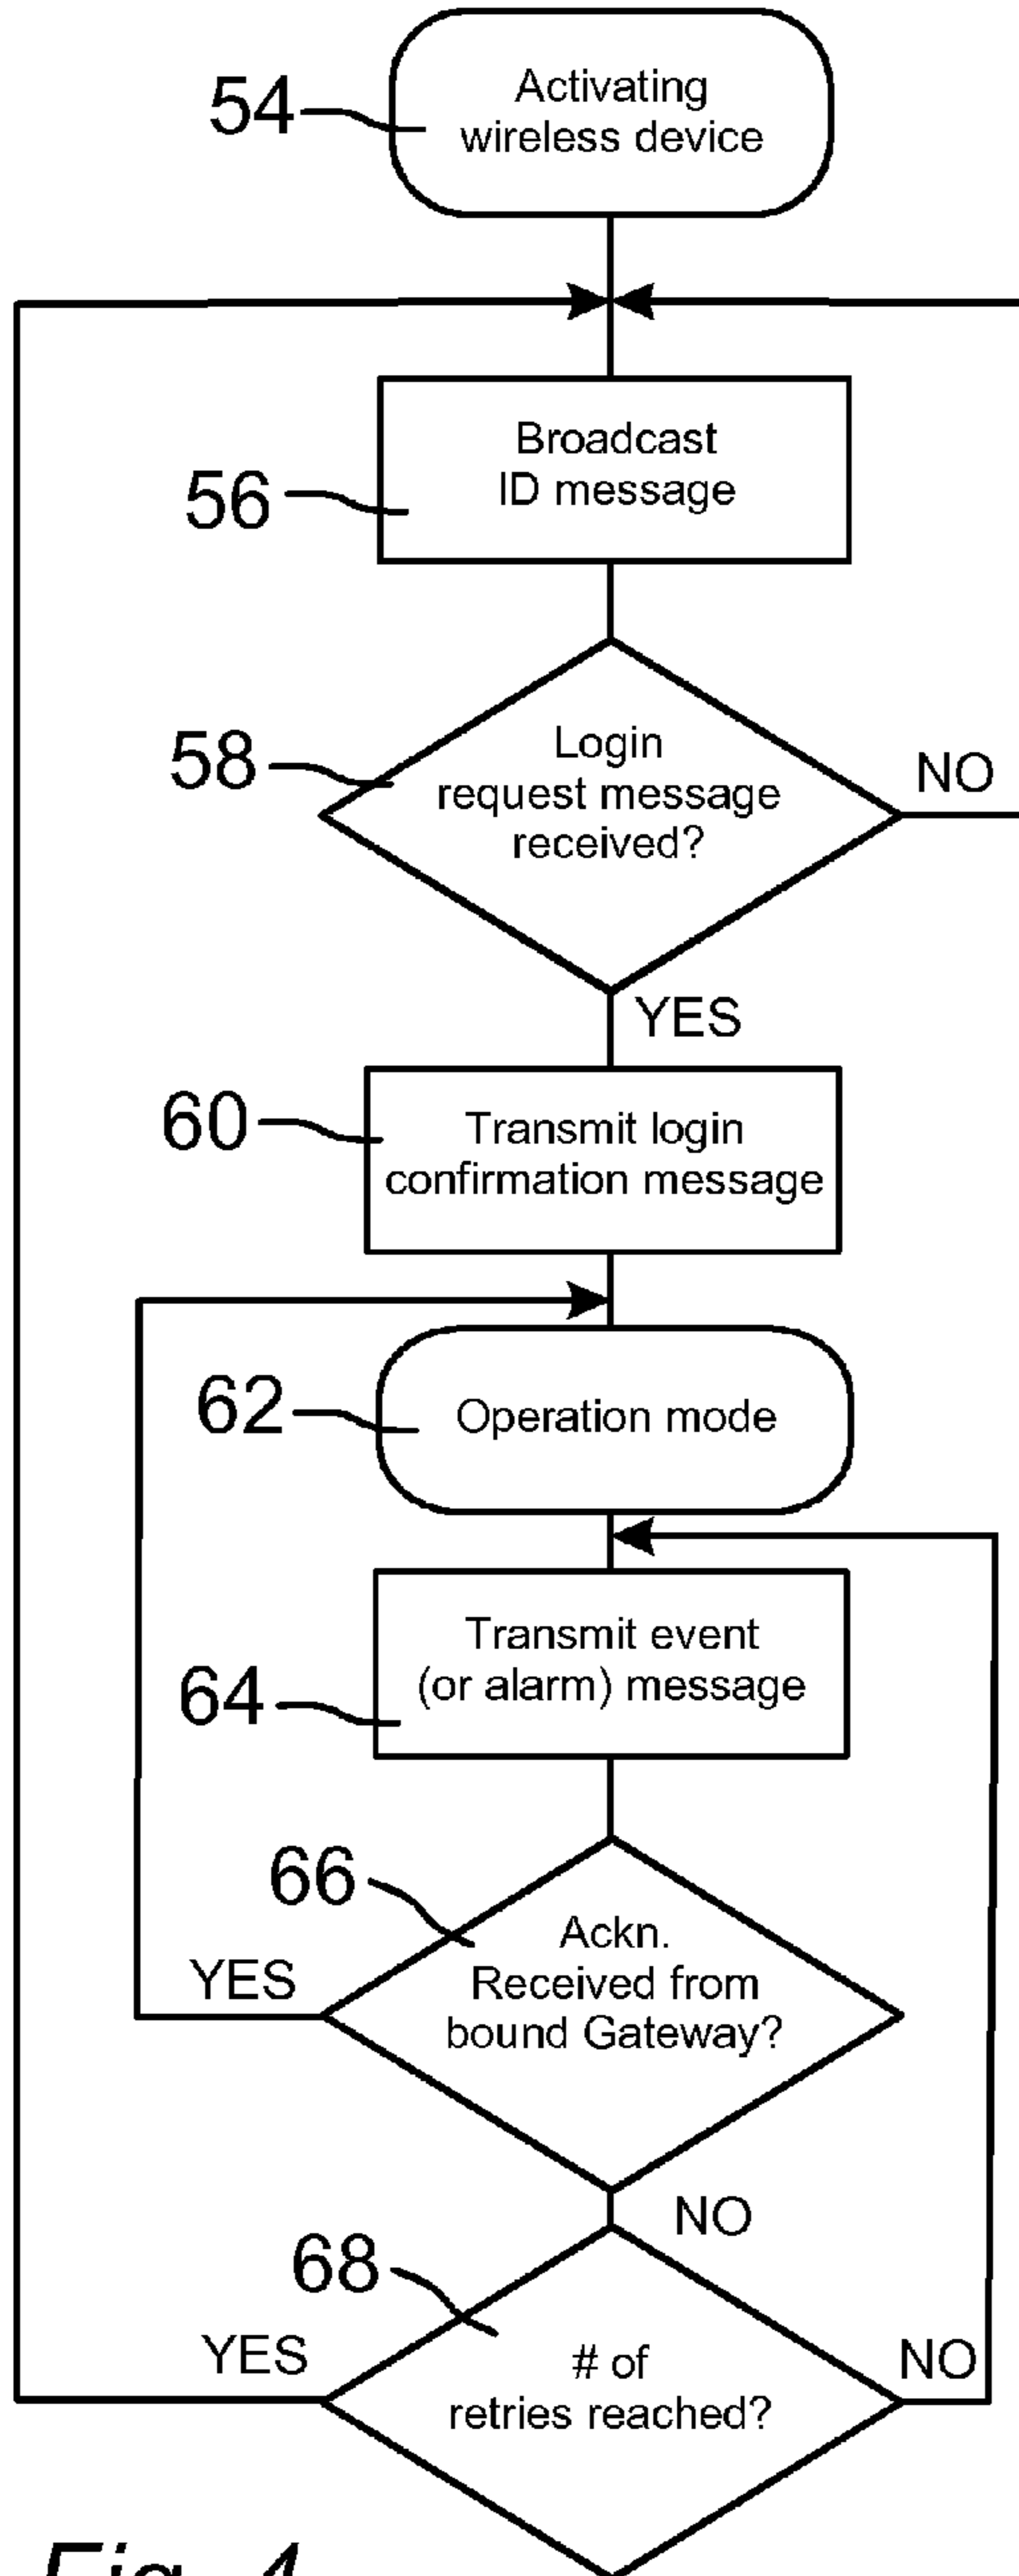 54
Activating
wireless device
56
Broadcast
ID message
58
Login
request message
received?
NO
YES
60
Transmit login
confirmation message
62
Operation mode
64
Transmit event
(or alarm) message
66
Ackn.
Received from
bound Gateway?
YES
NO
68
# of
retries reached?
YES
NO
Fig. 4